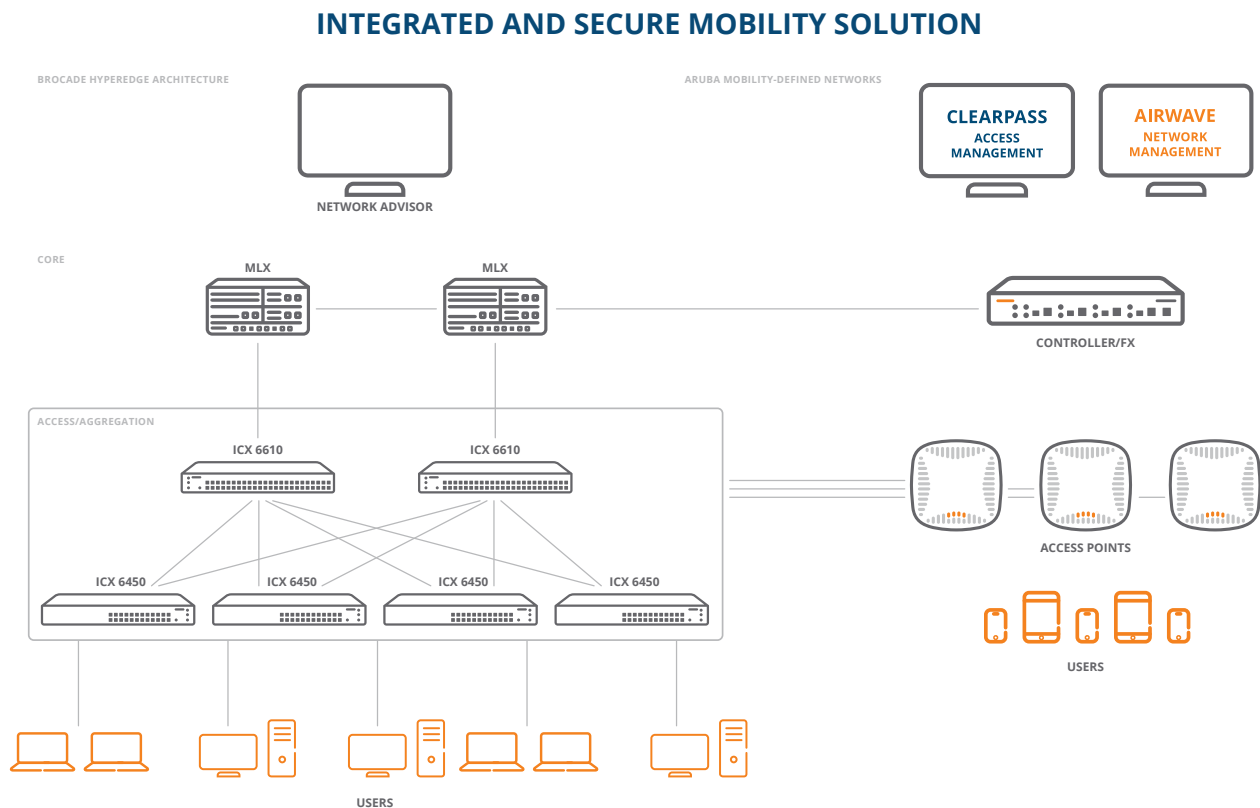 INTEGRATED AND SECURE MOBILITY SOLUTION
BROCADE HYPEREDGE ARCHITECTURE
ARUBA MOBILITY-DEFINED NETWORKS
CLEARPASS
ACCESS
MANAGEMENT
AIRWAVE
NETWORK
MANAGEMENT
NETWORK ADVISOR
CORE
MLX
MLX
CONTROLLER/FX
ACCESS/AGGREGATION
ICX 6610
ICX 6610
ACCESS POINTS
ICX 6450
ICX 6450
ICX 6450
ICX 6450
USERS
USERS